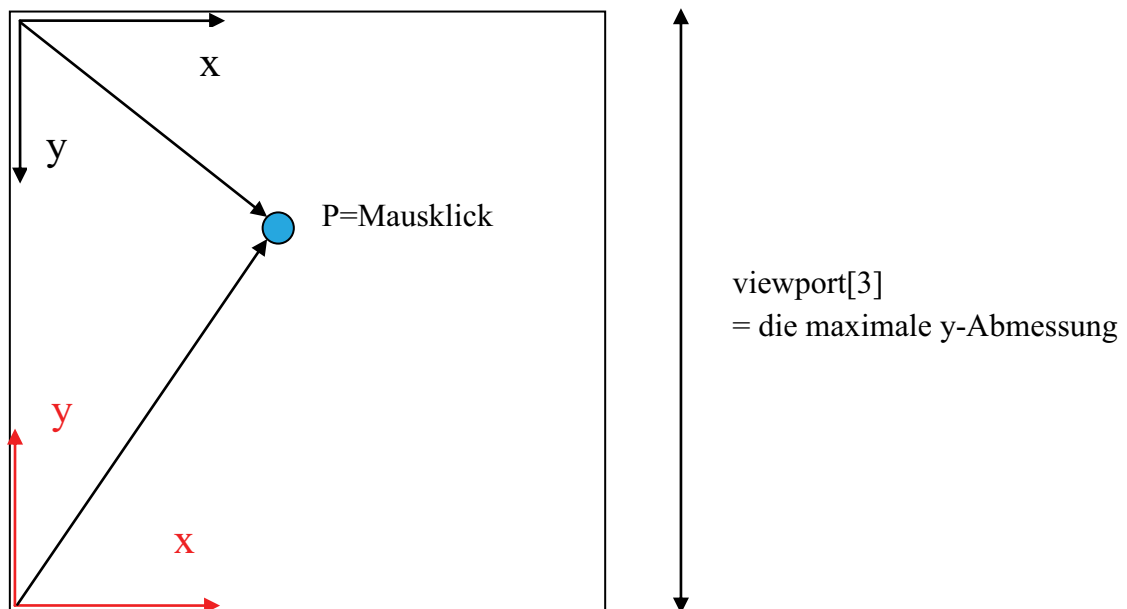 x
y
P=Mausklick
viewport[3]
= die maximale y-Abmessung
y
x